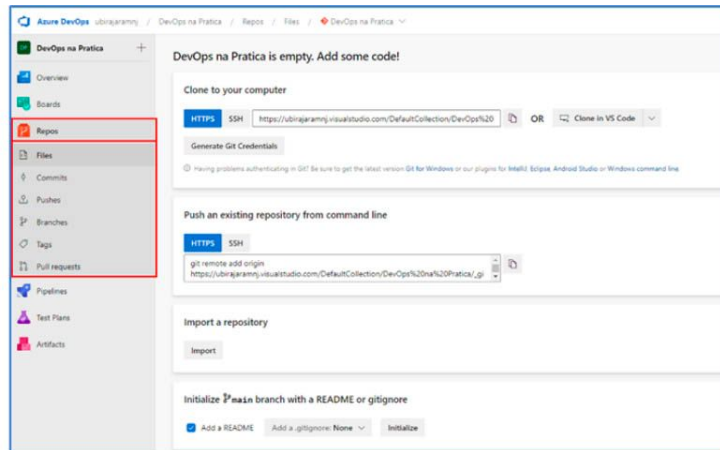 Azure DevOps ubirajaramnj / DevOps na Pratica / Repos / Files / DevOps na Pratica
DevOps na Pratica
Overview
Boards
Repos
Files
Commits
Pushes
Branches
Tags
Pull requests
Pipelines
Test Plans
Artifacts
DevOps na Pratica is empty. Add some code!
Clone to your computer
HTTPS SSH https://ubirajaramnj.visualstudio.com/DefaultCollection/DevOps%20 OR Clone in VS Code
Generate Git Credentials
Having problems authenticating in Git? Be sure to get the latest version Git for Windows or our plugins for IntelliJ, Eclipse, Android Studio or Windows command line.
Push an existing repository from command line
HTTPS SSH
git remote add origin
https://ubirajaramnj.visualstudio.com/DefaultCollection/DevOps%20na%20Pratica/_gi
Import a repository
Import
Initialize main branch with a README or gitignore
Add a README Add a .gitignore: None Initialize